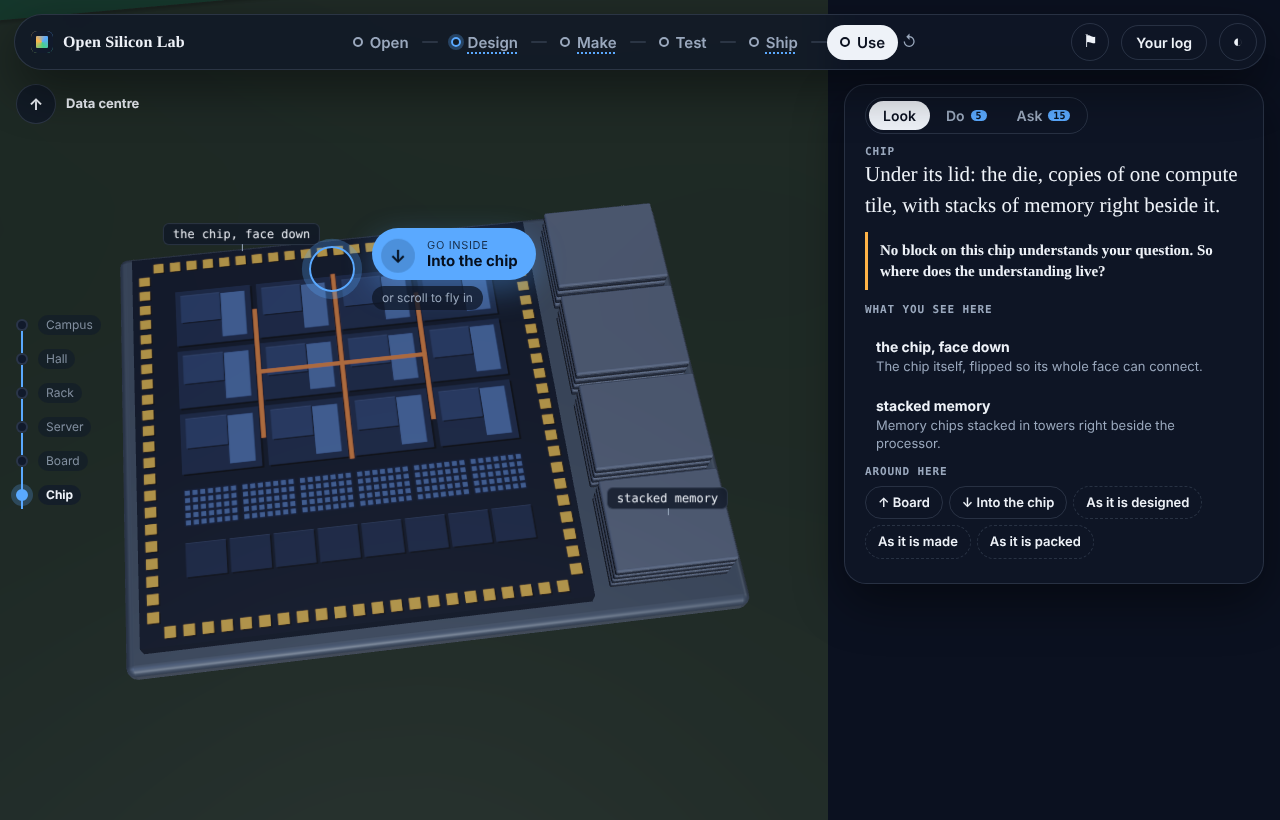 Open Silicon Lab
Open
Design
Make
Test
Ship
Use
Your log
Data centre
Look
Do 5
Ask 15
CHIP
Under its lid: the die, copies of one compute
tile, with stacks of memory right beside it.
No block on this chip understands your question. So
where does the understanding live?
WHAT YOU SEE HERE
the chip, face down
The chip itself, flipped so its whole face can connect.
stacked memory
Memory chips stacked in towers right beside the
processor.
AROUND HERE
↑ Board
↓ Into the chip
As it is designed
As it is made
As it is packed
the chip, face down
GO INSIDE
Into the chip
or scroll to fly in
stacked memory
Campus
Hall
Rack
Server
Board
Chip